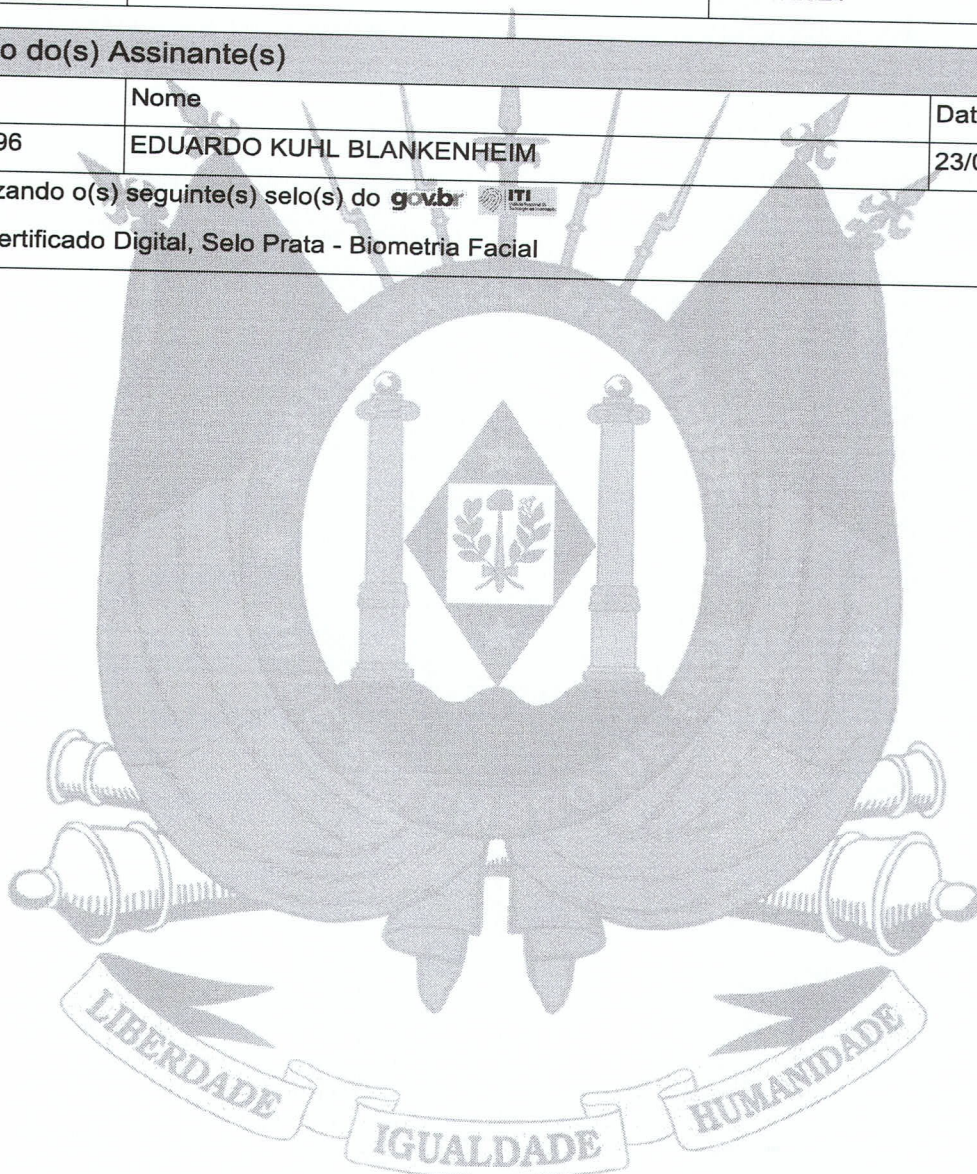 o do(s) Assinante(s)
Nome
Dat
96
EDUARDO KUHL BLANKENHEIM
23/0
zando o(s) seguinte(s) selo(s) do gov.br ITI
ertificado Digital, Selo Prata - Biometria Facial
LIBERDADE
IGUALDADE
HUMANIDADE